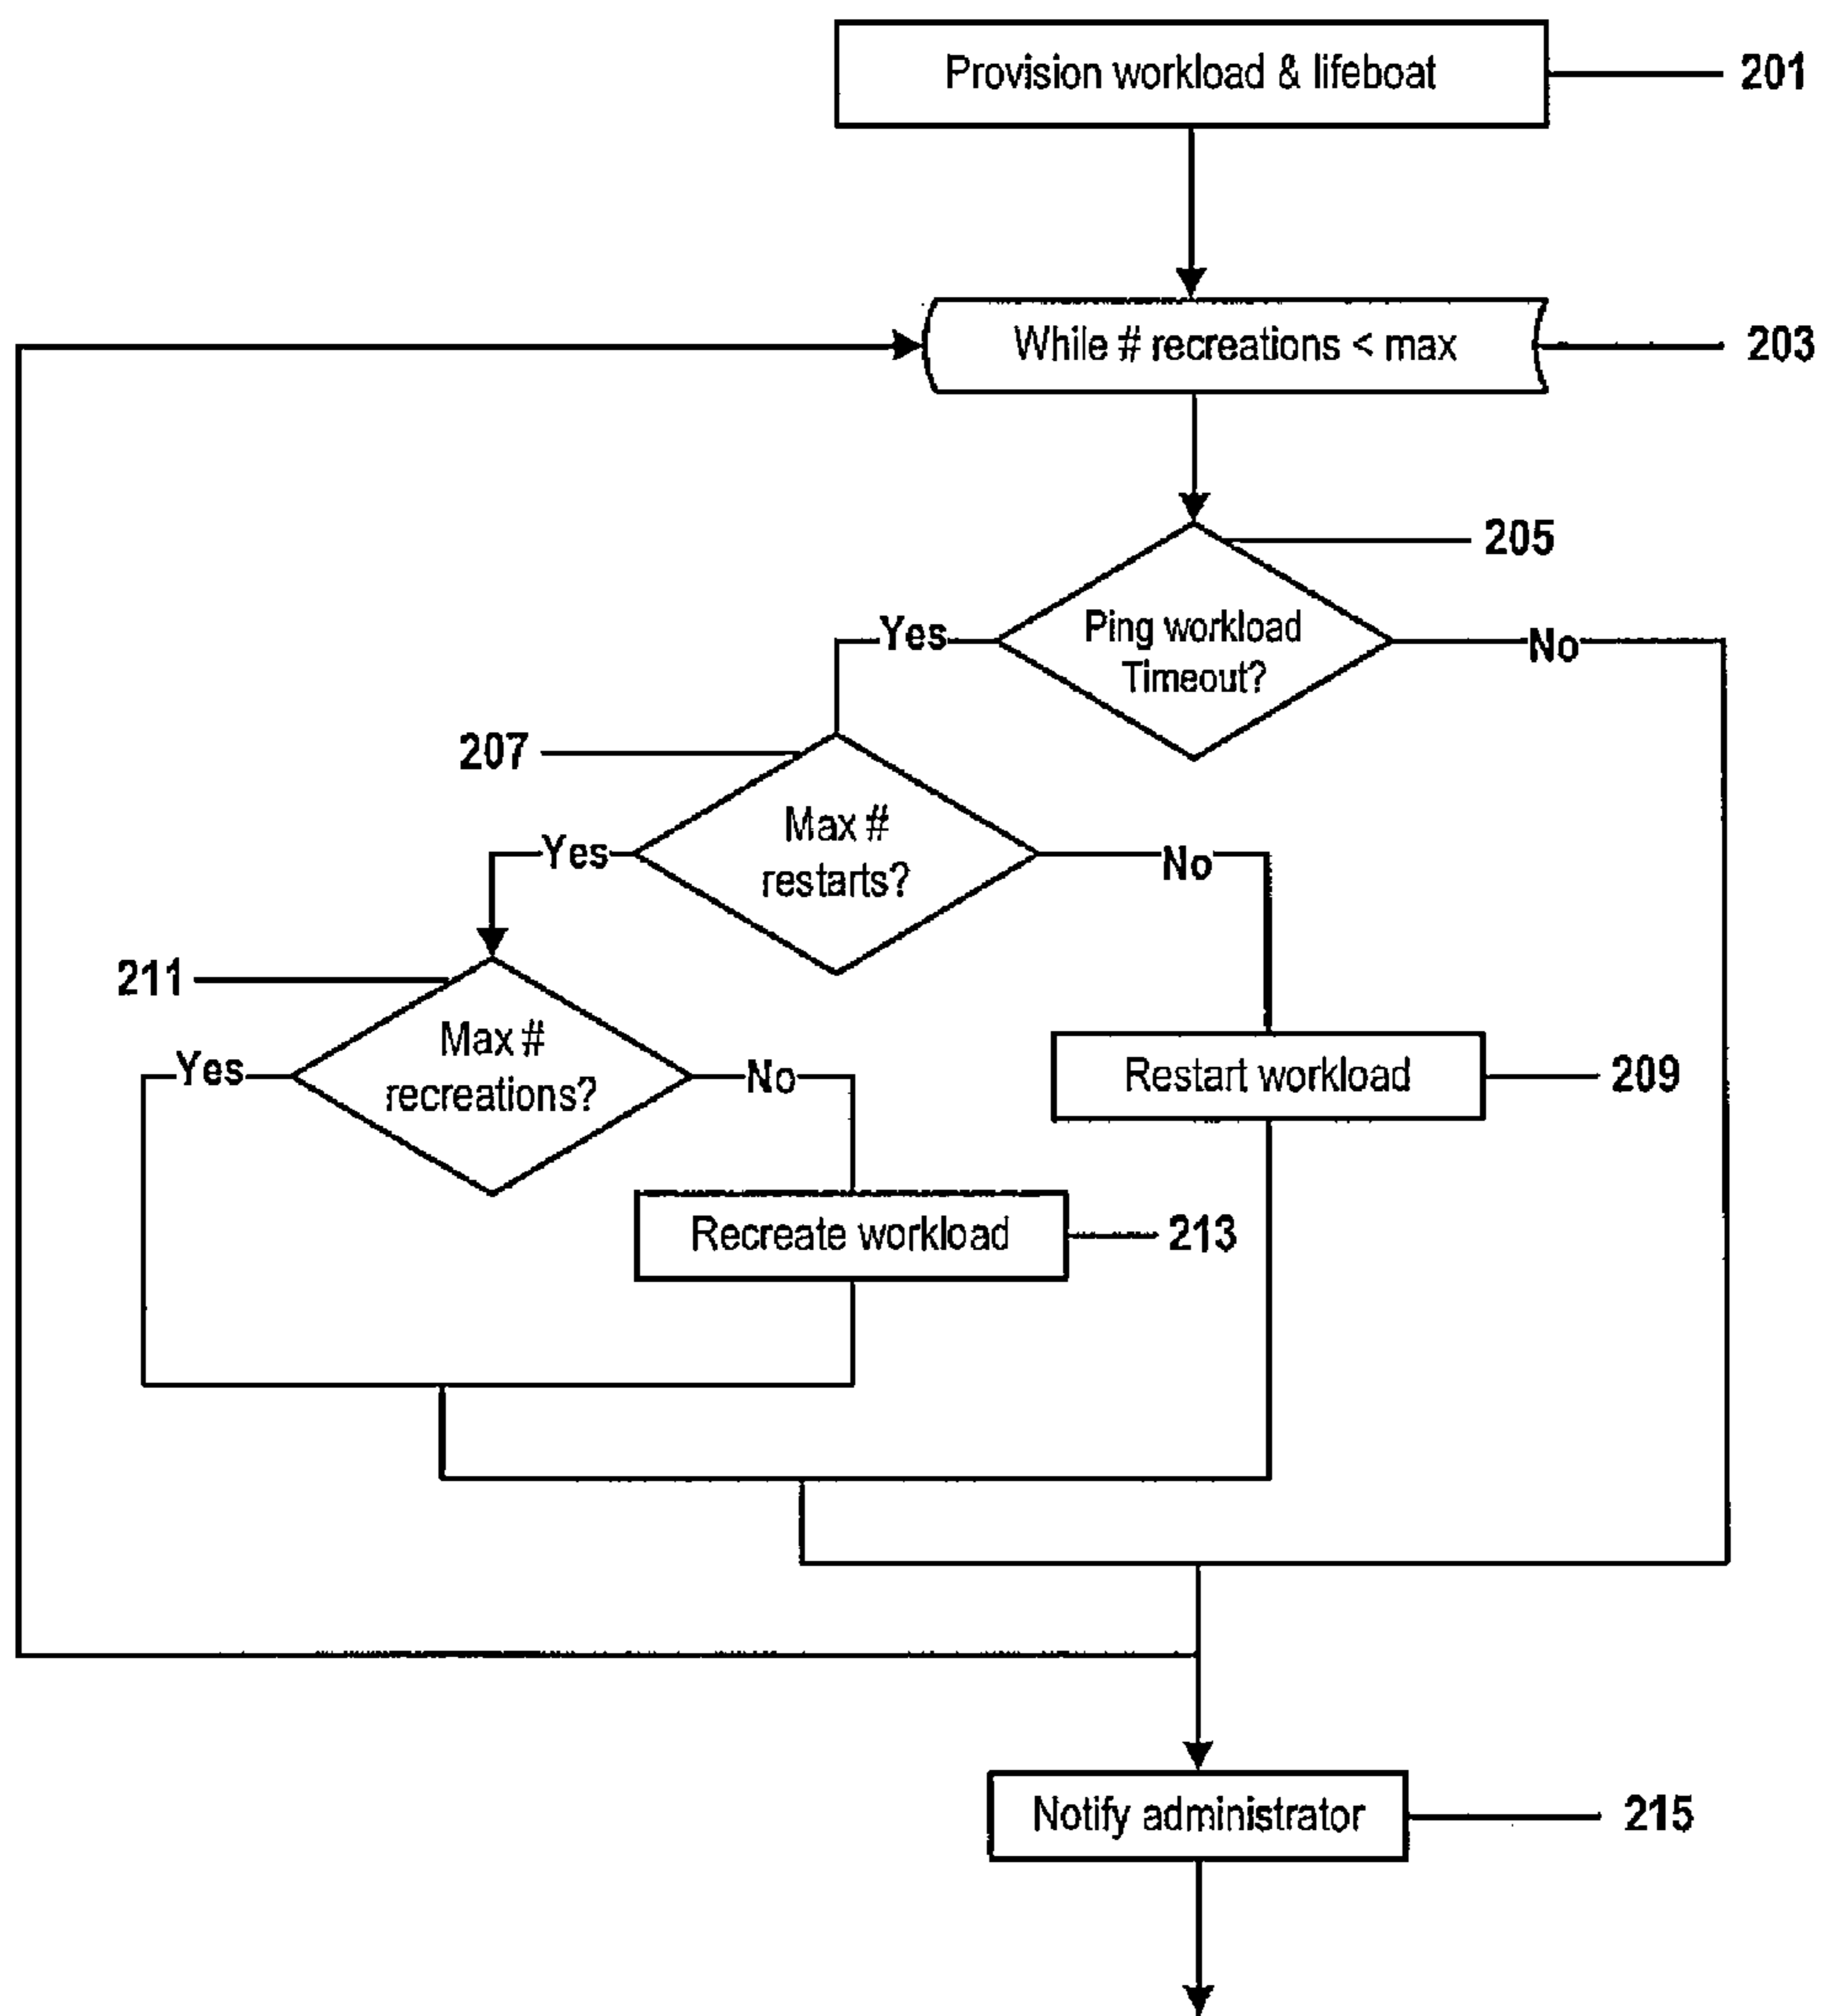 Provision workload & lifeboat
201
While # recreations < max
203
205
Ping workload
Timeout?
Yes
No
207
Max #
restarts?
Yes
No
211
Max #
recreations?
Yes
No
Restart workload
209
Recreate workload
213
Notify administrator
215